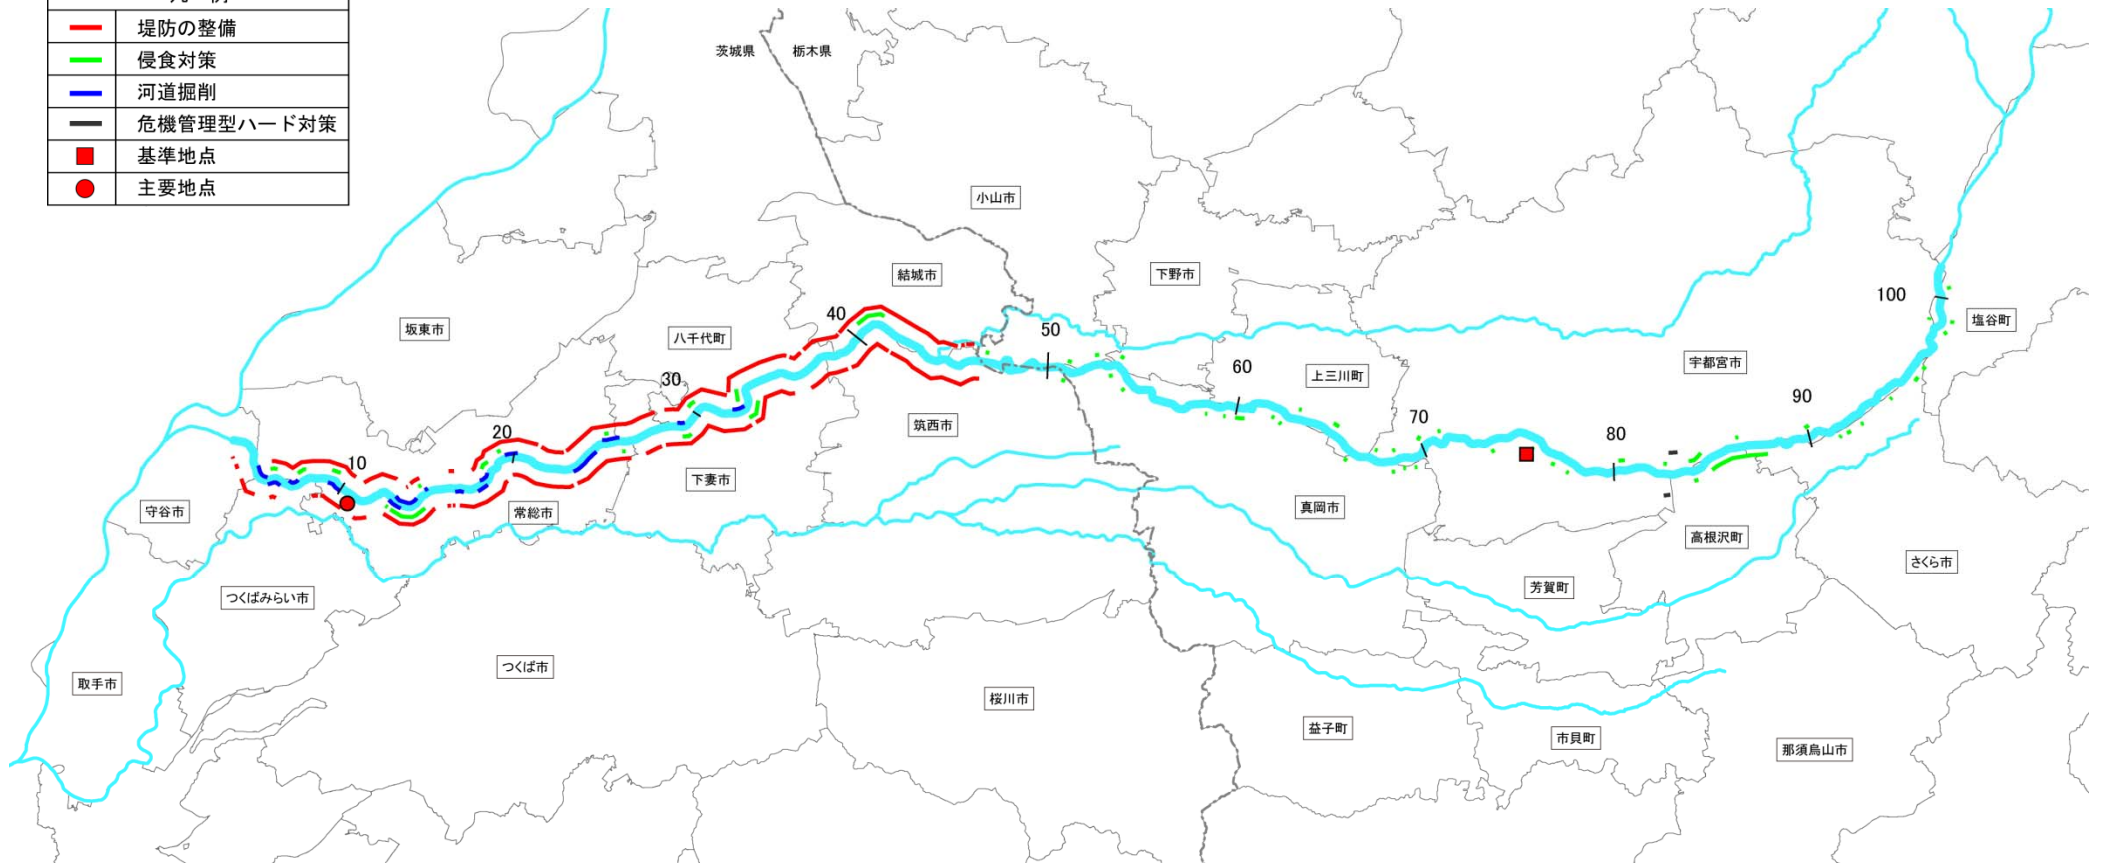 堤防の整備
侵食対策
河道掘削
危機管理型ハード対策
基準地点
主要地点
茨城県 栃木県
小山市
下野市
結城市
100
塩谷町
坂東市
八千代町
40
50
宇都宮市
30
60
上三川町
90
20
70
筑西市
80
10
下妻市
守谷市
常総市
真岡市
高根沢町
さくら市
つくばみらい市
芳賀町
つくば市
取手市
桜川市
益子町
市貝町
那須烏山市